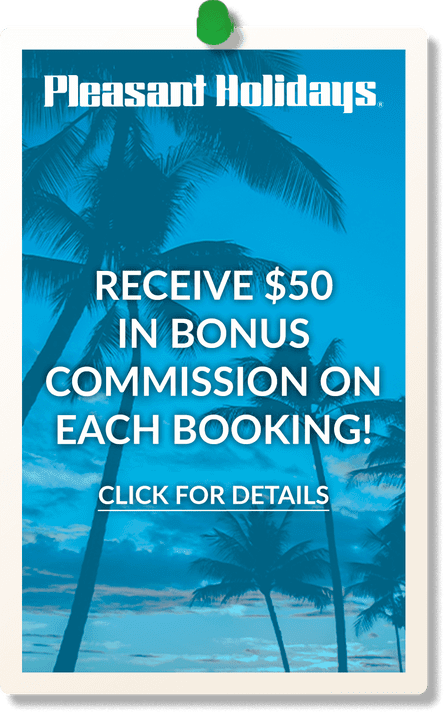 Pleasant Holidays®
RECEIVE $50
IN BONUS
COMMISSION ON
EACH BOOKING!
CLICK FOR DETAILS